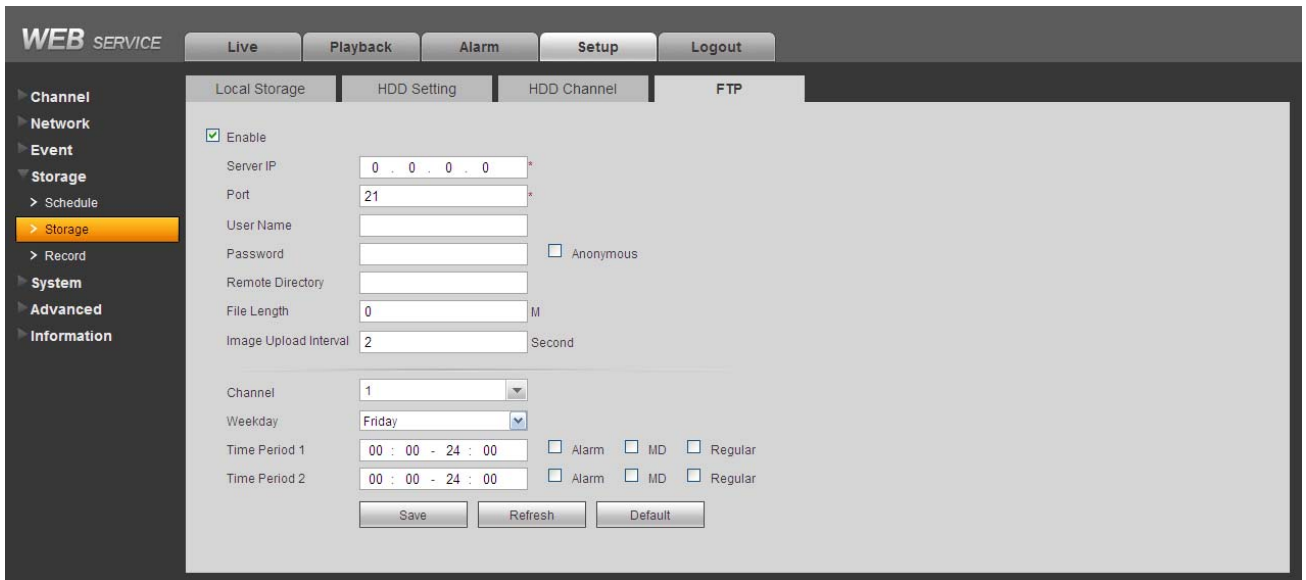 WEB SERVICE
Live Playback Alarm Setup Logout
Local Storage HDD Setting HDD Channel FTP
Channel
Network
Event
Storage
> Schedule
> Storage
> Record
System
Advanced
Information
Enable
Server IP 0 . 0 . 0 . 0 *
Port 21 *
User Name
Password Anonymous
Remote Directory
File Length 0 M
Image Upload Interval 2 Second
Channel 1
Weekday Friday
Time Period 1 00 : 00 - 24 : 00 Alarm MD Regular
Time Period 2 00 : 00 - 24 : 00 Alarm MD Regular
Save Refresh Default